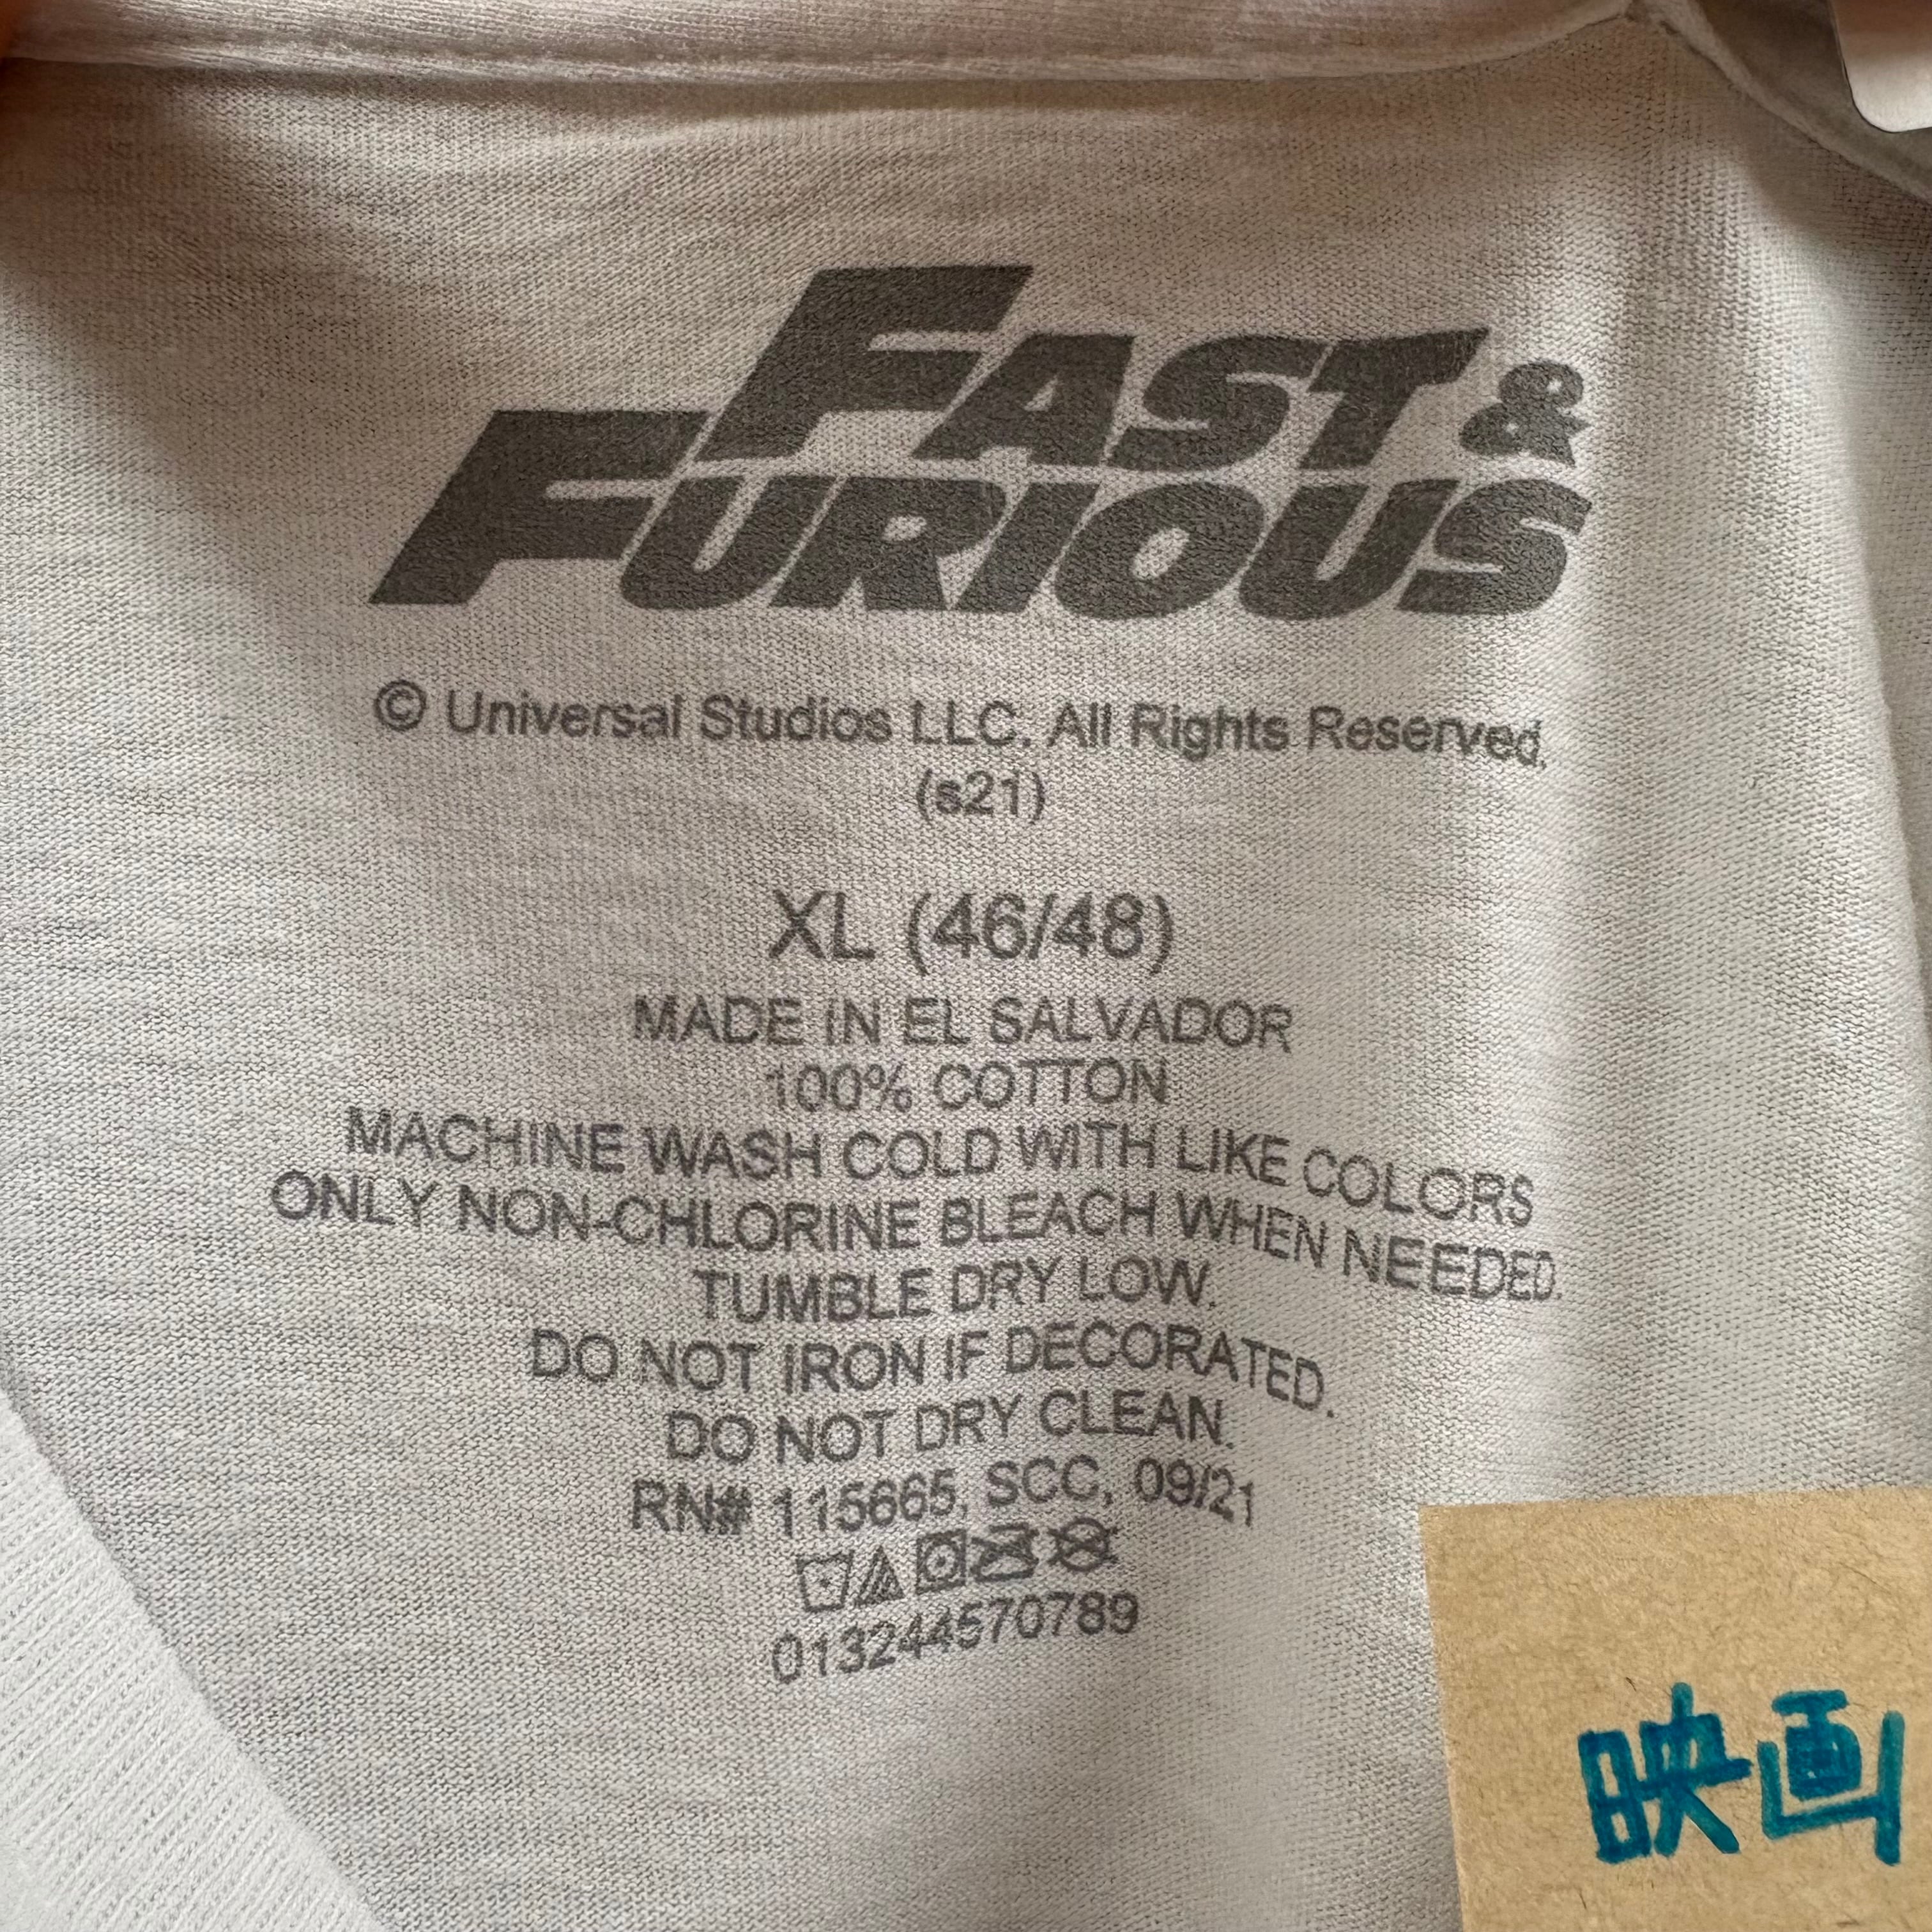 FAST &
FURIOUS
© Universal Studios LLC. All Rights Reserved.
(s21)
XL (46/48)
MADE IN EL SALVADOR
100% COTTON
MACHINE WASH COLD WITH LIKE COLORS
ONLY NON-CHLORINE BLEACH WHEN NEEDED.
TUMBLE DRY LOW.
DO NOT IRON IF DECORATED.
DO NOT DRY CLEAN.
RN# 115665, SCC, 09/21
013244570789
映画